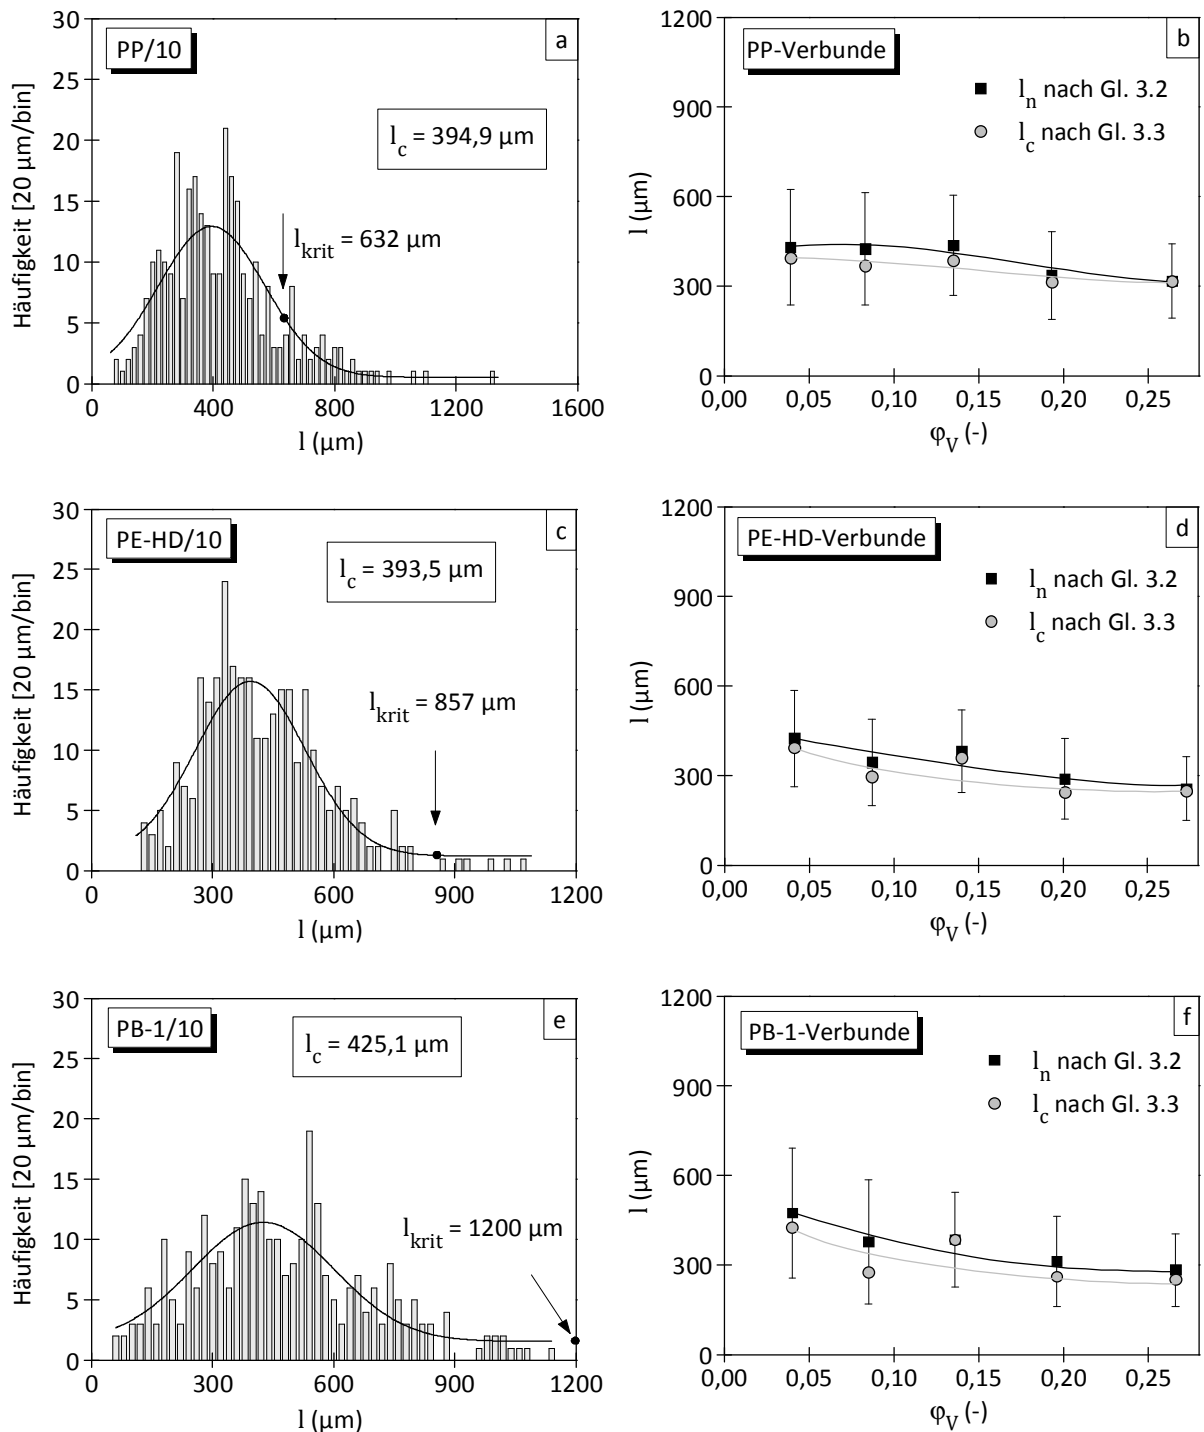 PP/10
a
l_c = 394,9 µm
l_krit = 632 µm
Häufigkeit [20 µm/bin]
30
25
20
15
10
5
0
0 400 800 1200 1600
l (µm)
PP-Verbunde
b
l_n nach Gl. 3.2
l_c nach Gl. 3.3
l (µm)
1200
900
600
300
0
0,00 0,05 0,10 0,15 0,20 0,25
φ_V (-)
PE-HD/10
c
l_c = 393,5 µm
l_krit = 857 µm
Häufigkeit [20 µm/bin]
30
25
20
15
10
5
0
0 300 600 900 1200
l (µm)
PE-HD-Verbunde
d
l_n nach Gl. 3.2
l_c nach Gl. 3.3
l (µm)
1200
900
600
300
0
0,00 0,05 0,10 0,15 0,20 0,25
φ_V (-)
PB-1/10
e
l_c = 425,1 µm
l_krit = 1200 µm
Häufigkeit [20 µm/bin]
30
25
20
15
10
5
0
0 300 600 900 1200
l (µm)
PB-1-Verbunde
f
l_n nach Gl. 3.2
l_c nach Gl. 3.3
l (µm)
1200
900
600
300
0
0,00 0,05 0,10 0,15 0,20 0,25
φ_V (-)